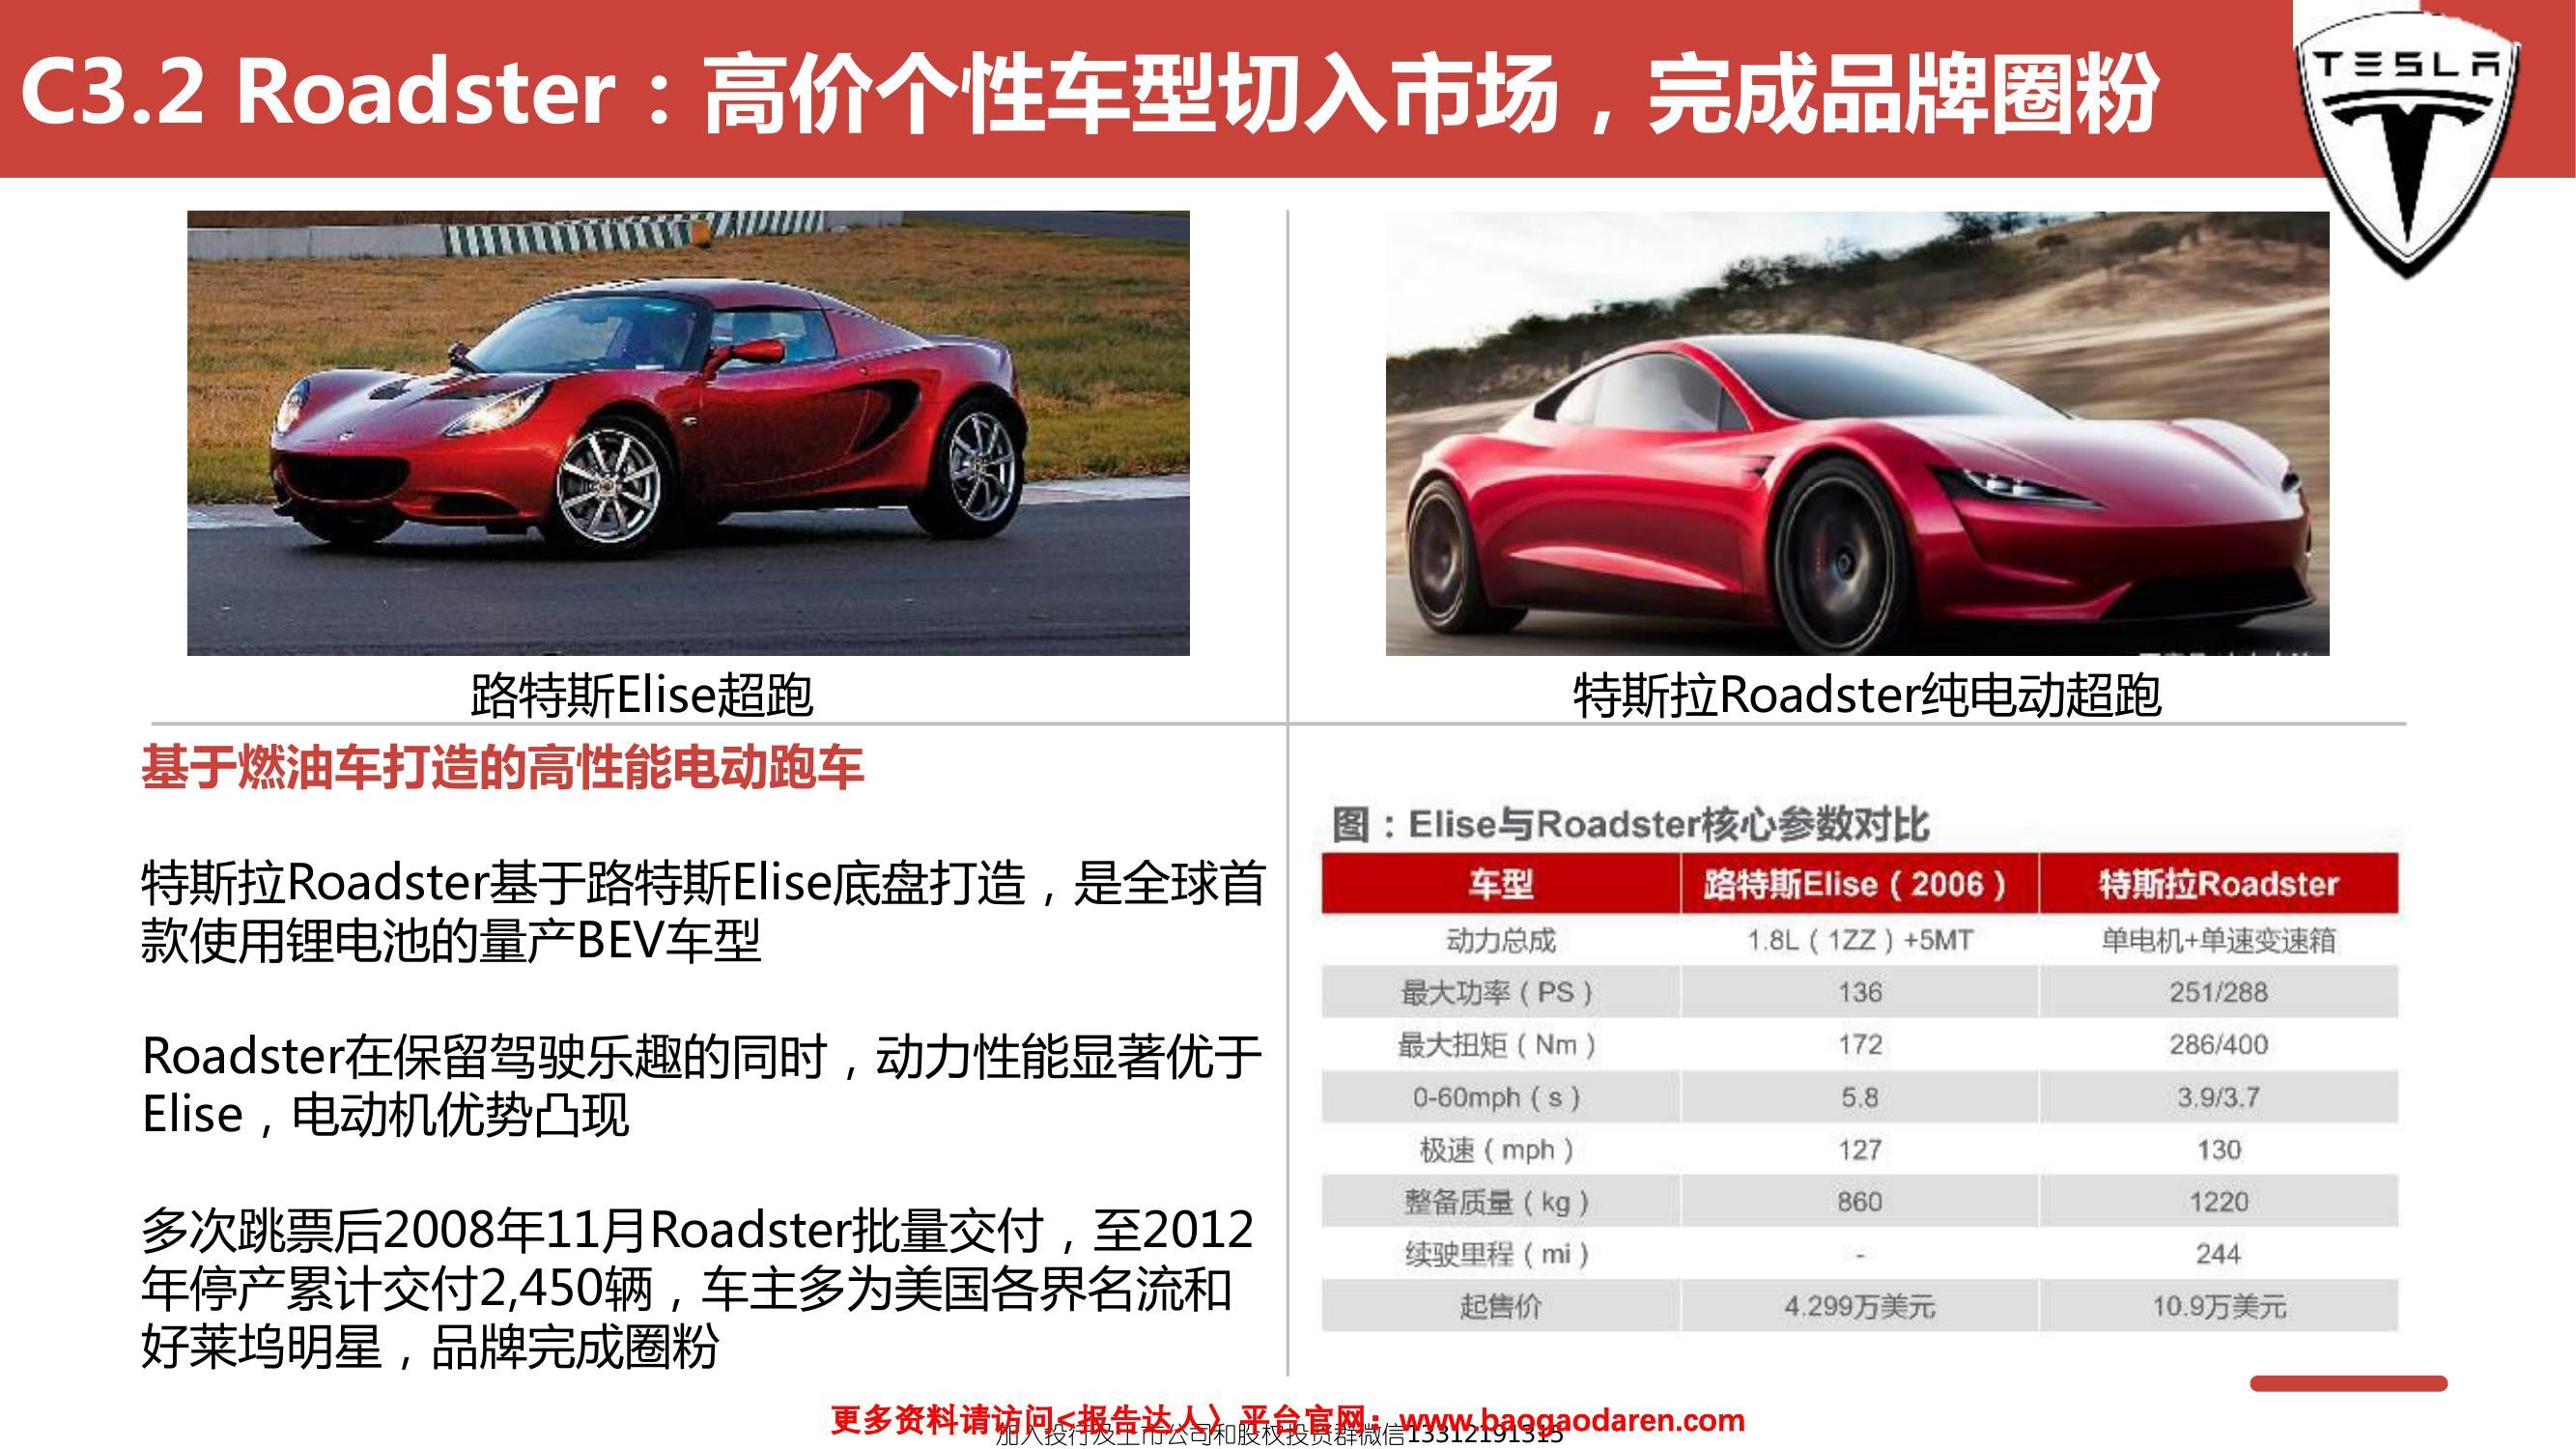 C3.2 Roadster：高价个性车型切入市场，完成品牌圈粉
TESLA
路特斯Elise超跑
特斯拉Roadster纯电动超跑
基于燃油车打造的高性能电动跑车
特斯拉Roadster基于路特斯Elise底盘打造，是全球首
款使用锂电池的量产BEV车型
Roadster在保留驾驶乐趣的同时，动力性能显著优于
Elise，电动机优势凸现
多次跳票后2008年11月Roadster批量交付，至2012
年停产累计交付2,450辆，车主多为美国各界名流和
好莱坞明星，品牌完成圈粉
图：Elise与Roadster核心参数对比
车型 路特斯Elise（2006） 特斯拉Roadster
动力总成 1.8L（1ZZ）+5MT 单电机+单速变速箱
最大功率（PS） 136 251/288
最大扭矩（Nm） 172 286/400
0-60mph（s） 5.8 3.9/3.7
极速（mph） 127 130
整备质量（kg） 860 1220
续驶里程（mi） - 244
起售价 4.299万美元 10.9万美元
更多资料请访问<报告达人〉平台官网：www.baogaodaren.com
加入投行及上市公司和股权投资群微信13312191315